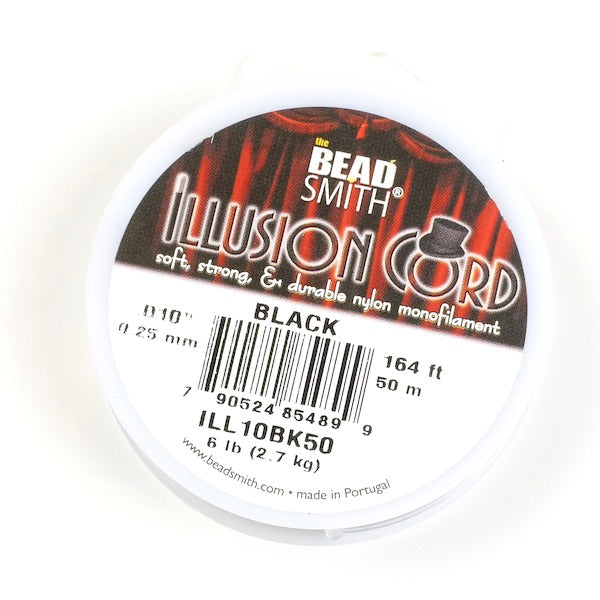 the
BEAD
SMITH®
ILLUSION CORD
soft, strong, & durable nylon monofilament
BLACK
.010"
0.25 mm
164 ft
50 m
7 90524 85489 9
ILL10BK50
6 lb (2.7 kg)
www.beadsmith.com • made in Portugal